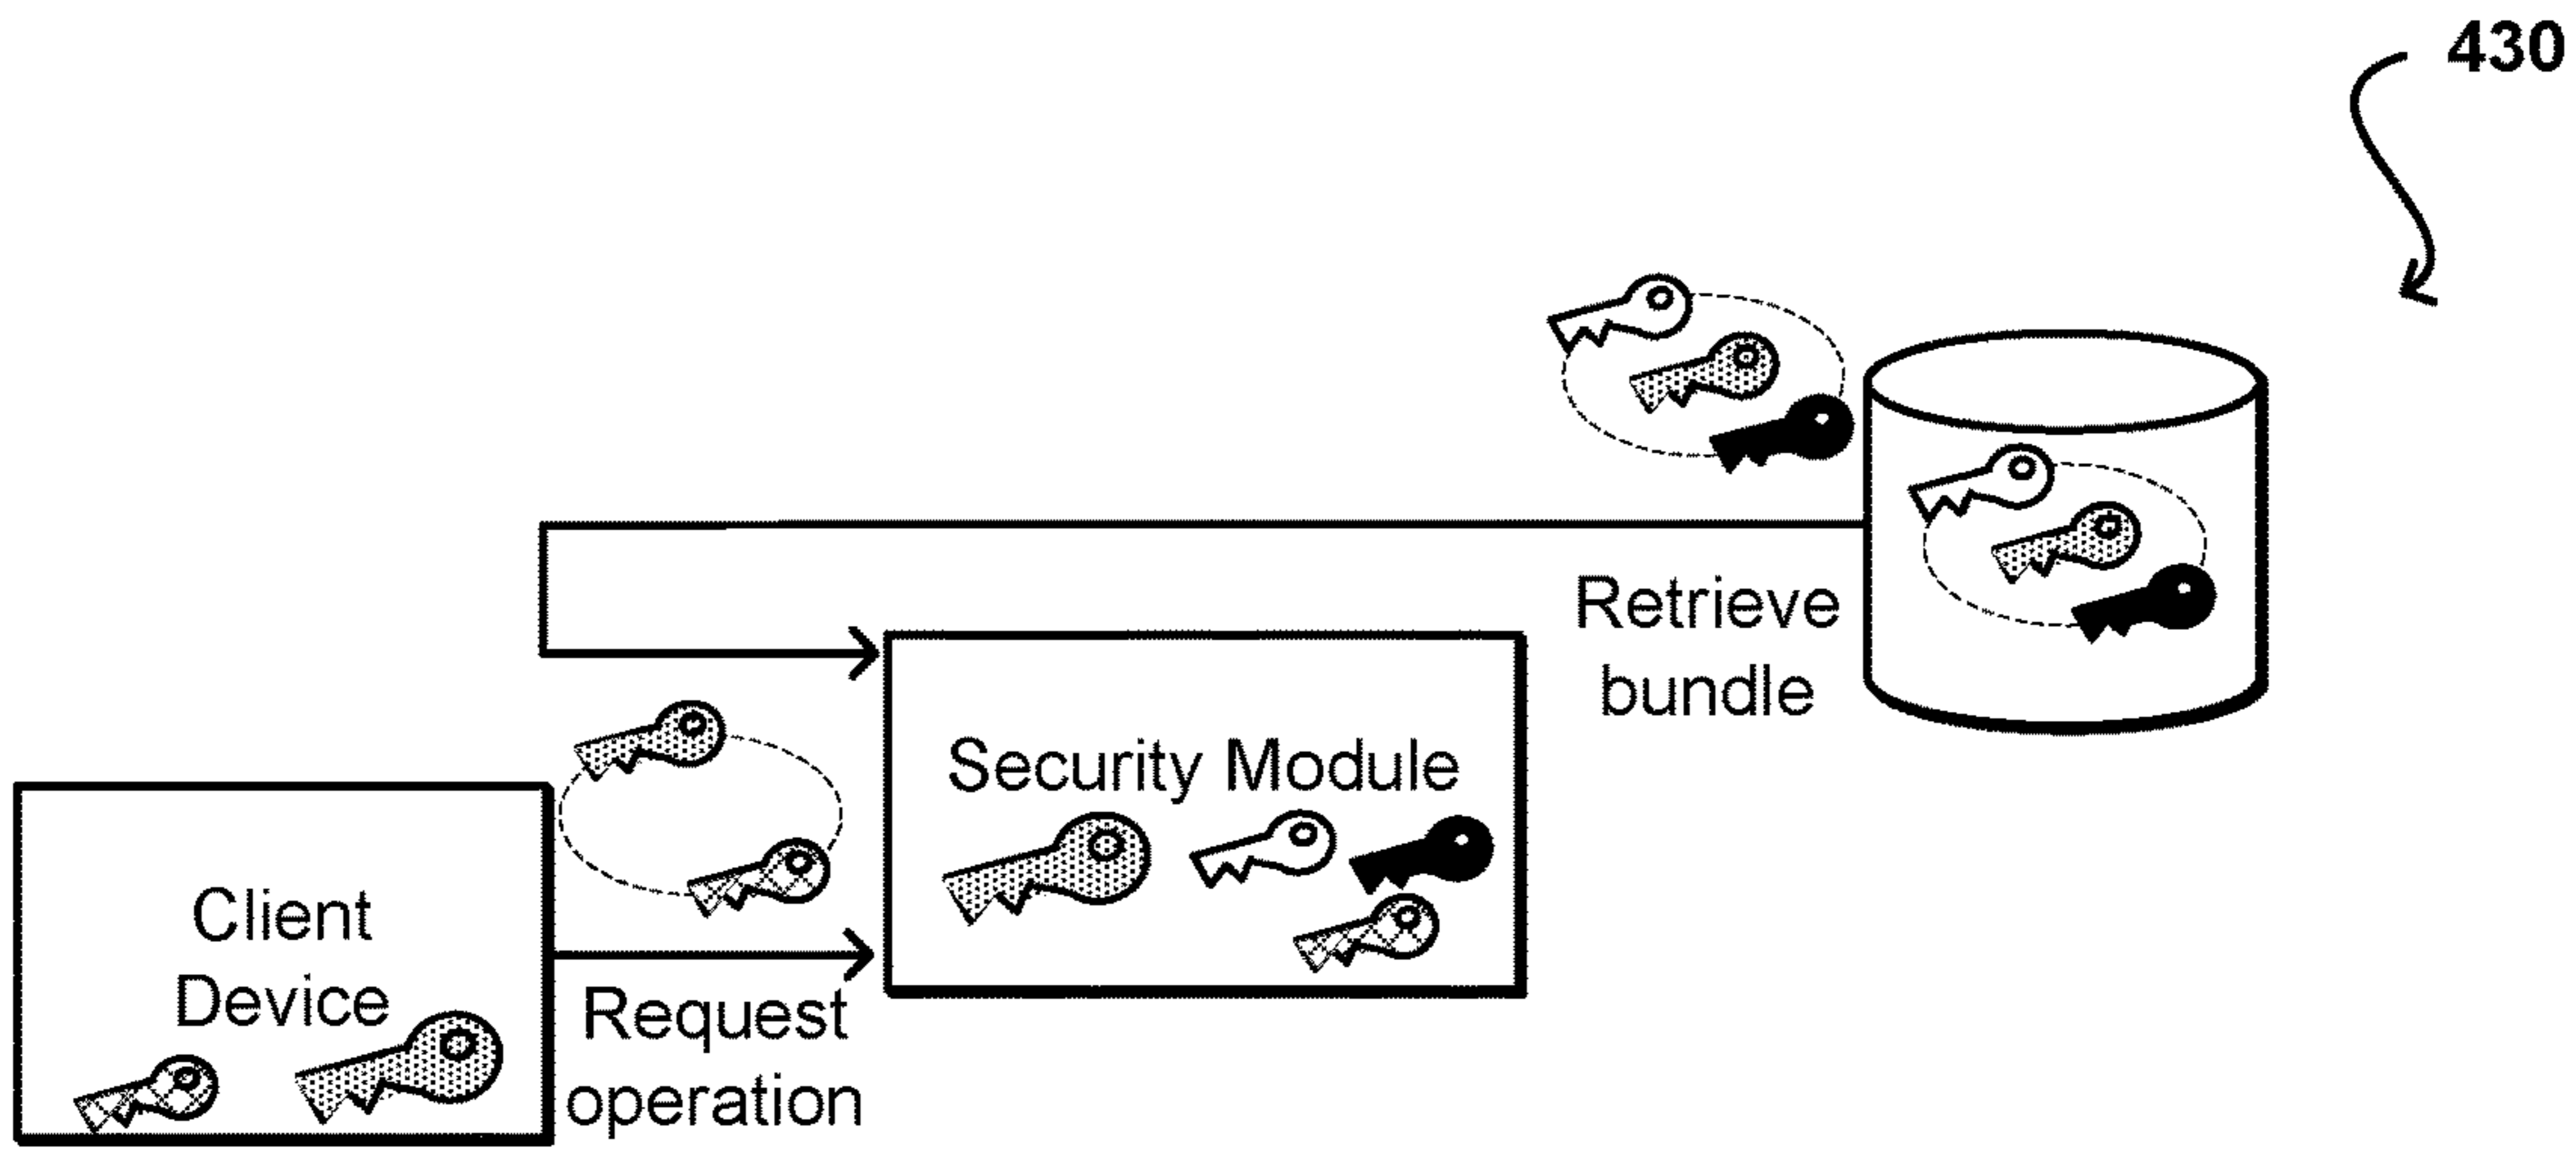 430
Retrieve
bundle
Security Module
Client
Device
Request
operation